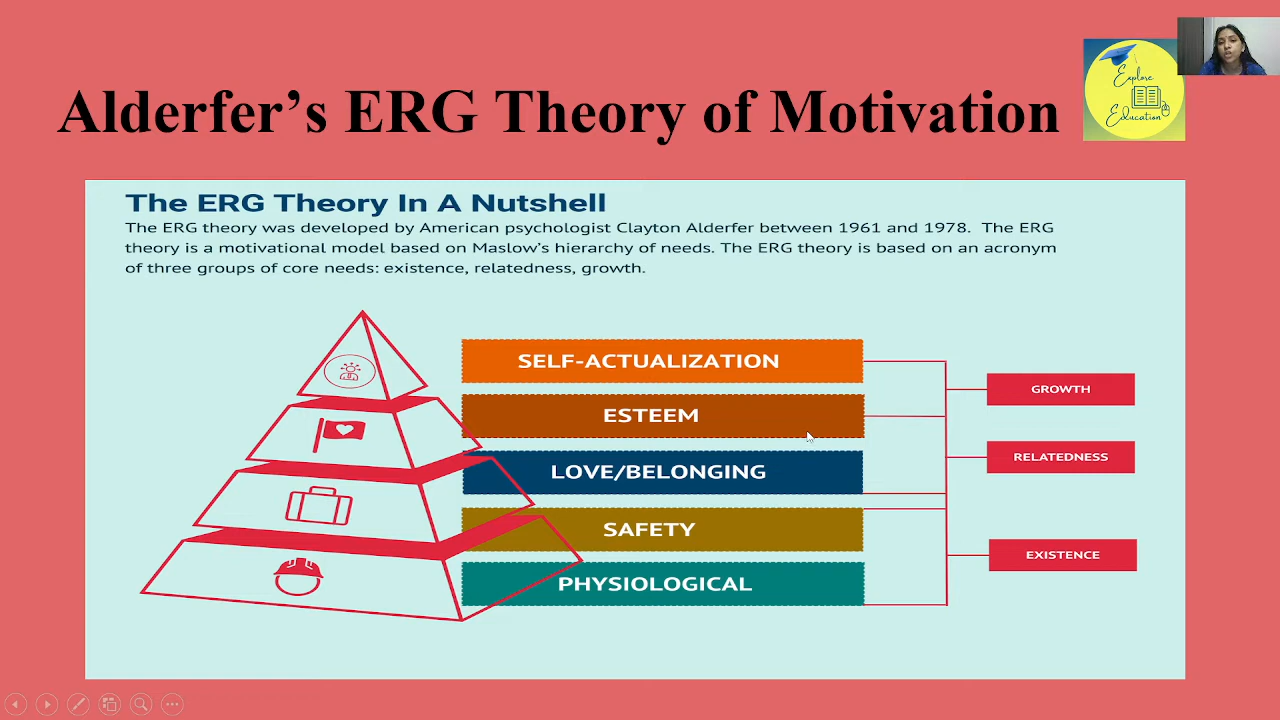 Alderfer's ERG Theory of Motivation
Explore
Education
The ERG Theory In A Nutshell
The ERG theory was developed by American psychologist Clayton Alderfer between 1961 and 1978. The ERG
theory is a motivational model based on Maslow's hierarchy of needs. The ERG theory is based on an acronym
of three groups of core needs: existence, relatedness, growth.
SELF-ACTUALIZATION
GROWTH
ESTEEM
RELATEDNESS
LOVE/BELONGING
SAFETY
EXISTENCE
PHYSIOLOGICAL